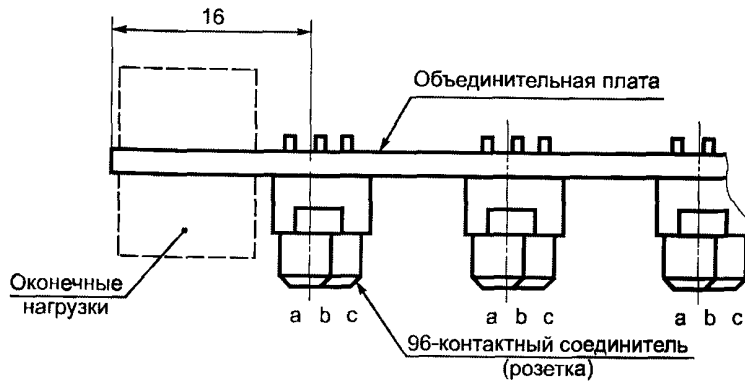 16
Объединительная плата
Оконечные
нагрузки
a b c
a b c
a b c
96-контактный соединитель
(розетка)